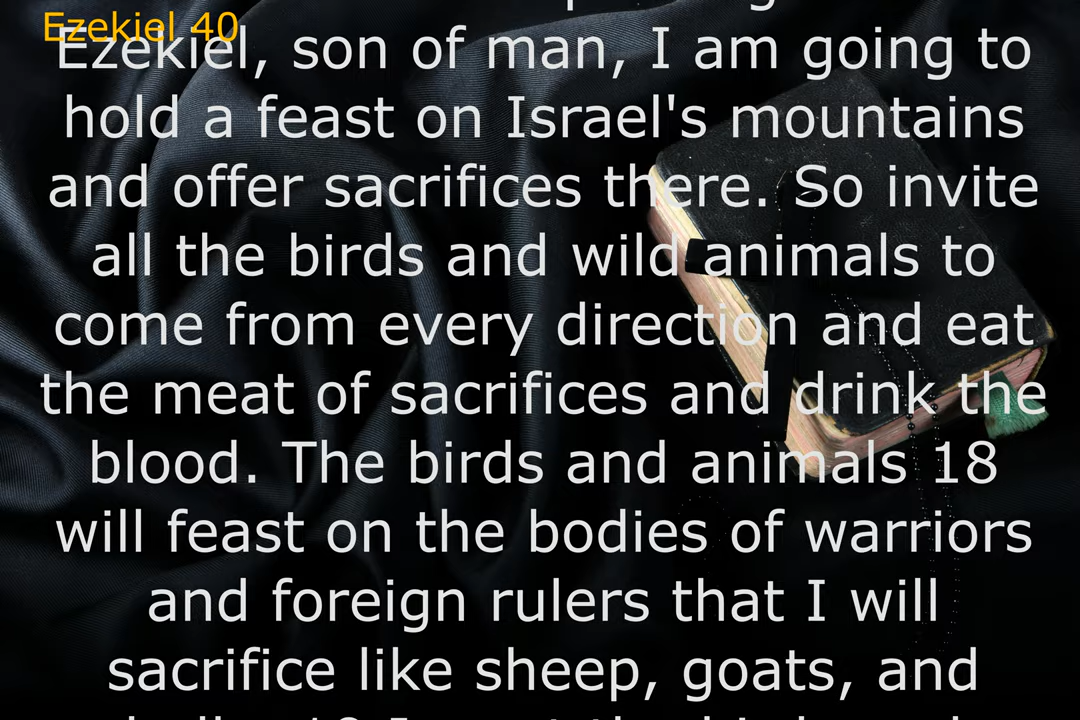 Ezekiel 40
Ezekiel, son of man, I am going to
hold a feast on Israel's mountains
and offer sacrifices there. So invite
all the birds and wild animals to
come from every direction and eat
the meat of sacrifices and drink the
blood. The birds and animals 18
will feast on the bodies of warriors
and foreign rulers that I will
sacrifice like sheep, goats, and